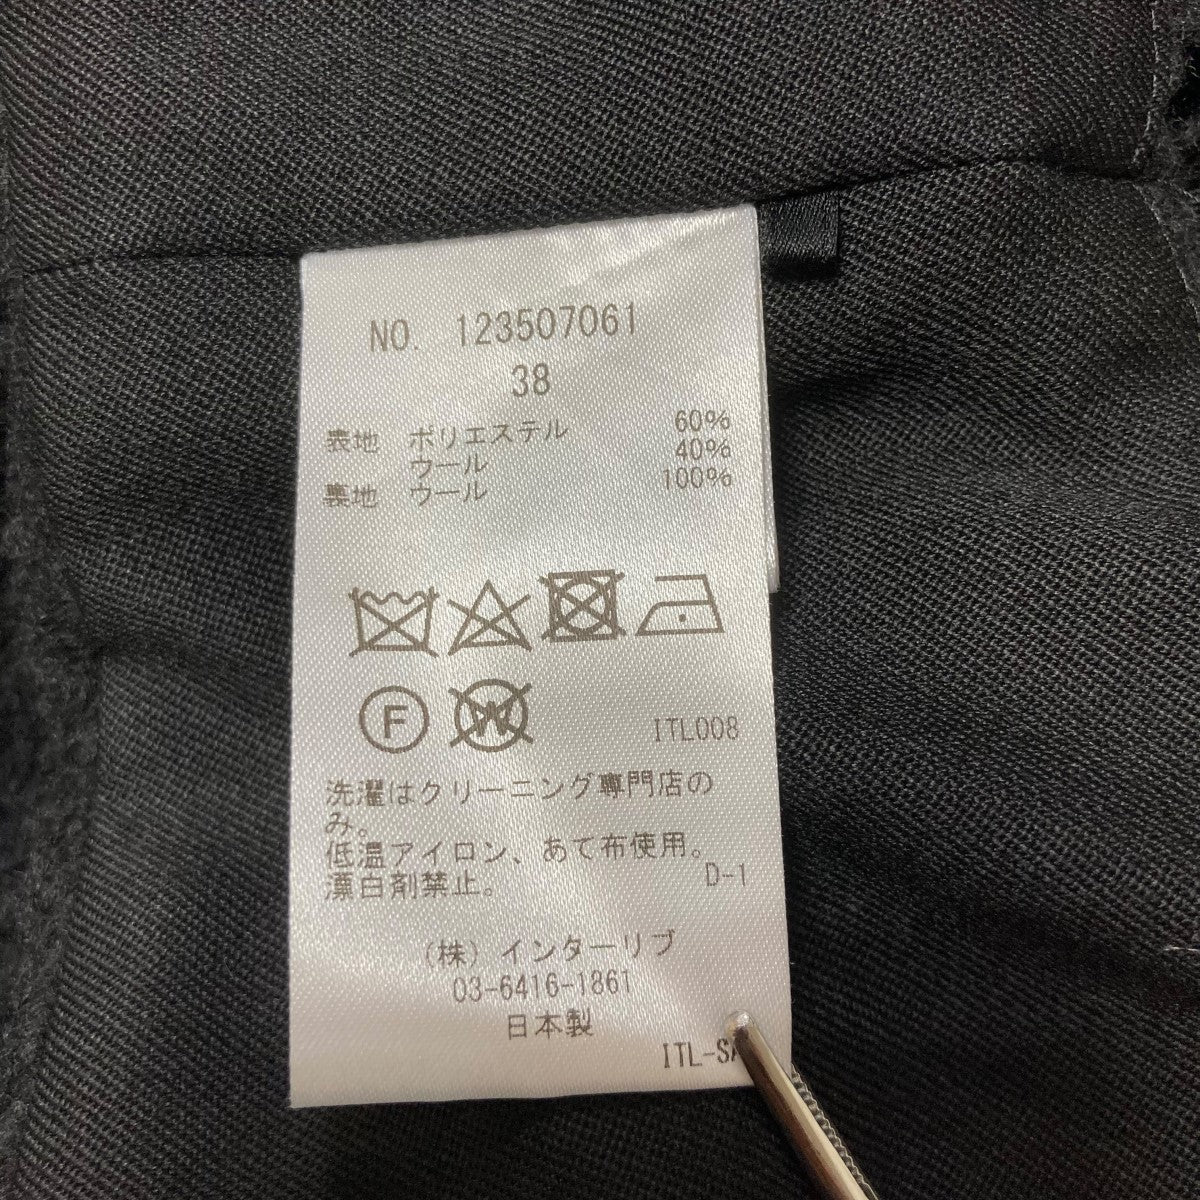 NO. 123507061
38
表地 ポリエステル 60%
ウール 40%
裏地 ウール 100%
F W ITL008
洗濯はクリーニング専門店の
み。
低温アイロン、あて布使用。
漂白剤禁止。 D-1
(株)インターリブ
03-6416-1861
日本製